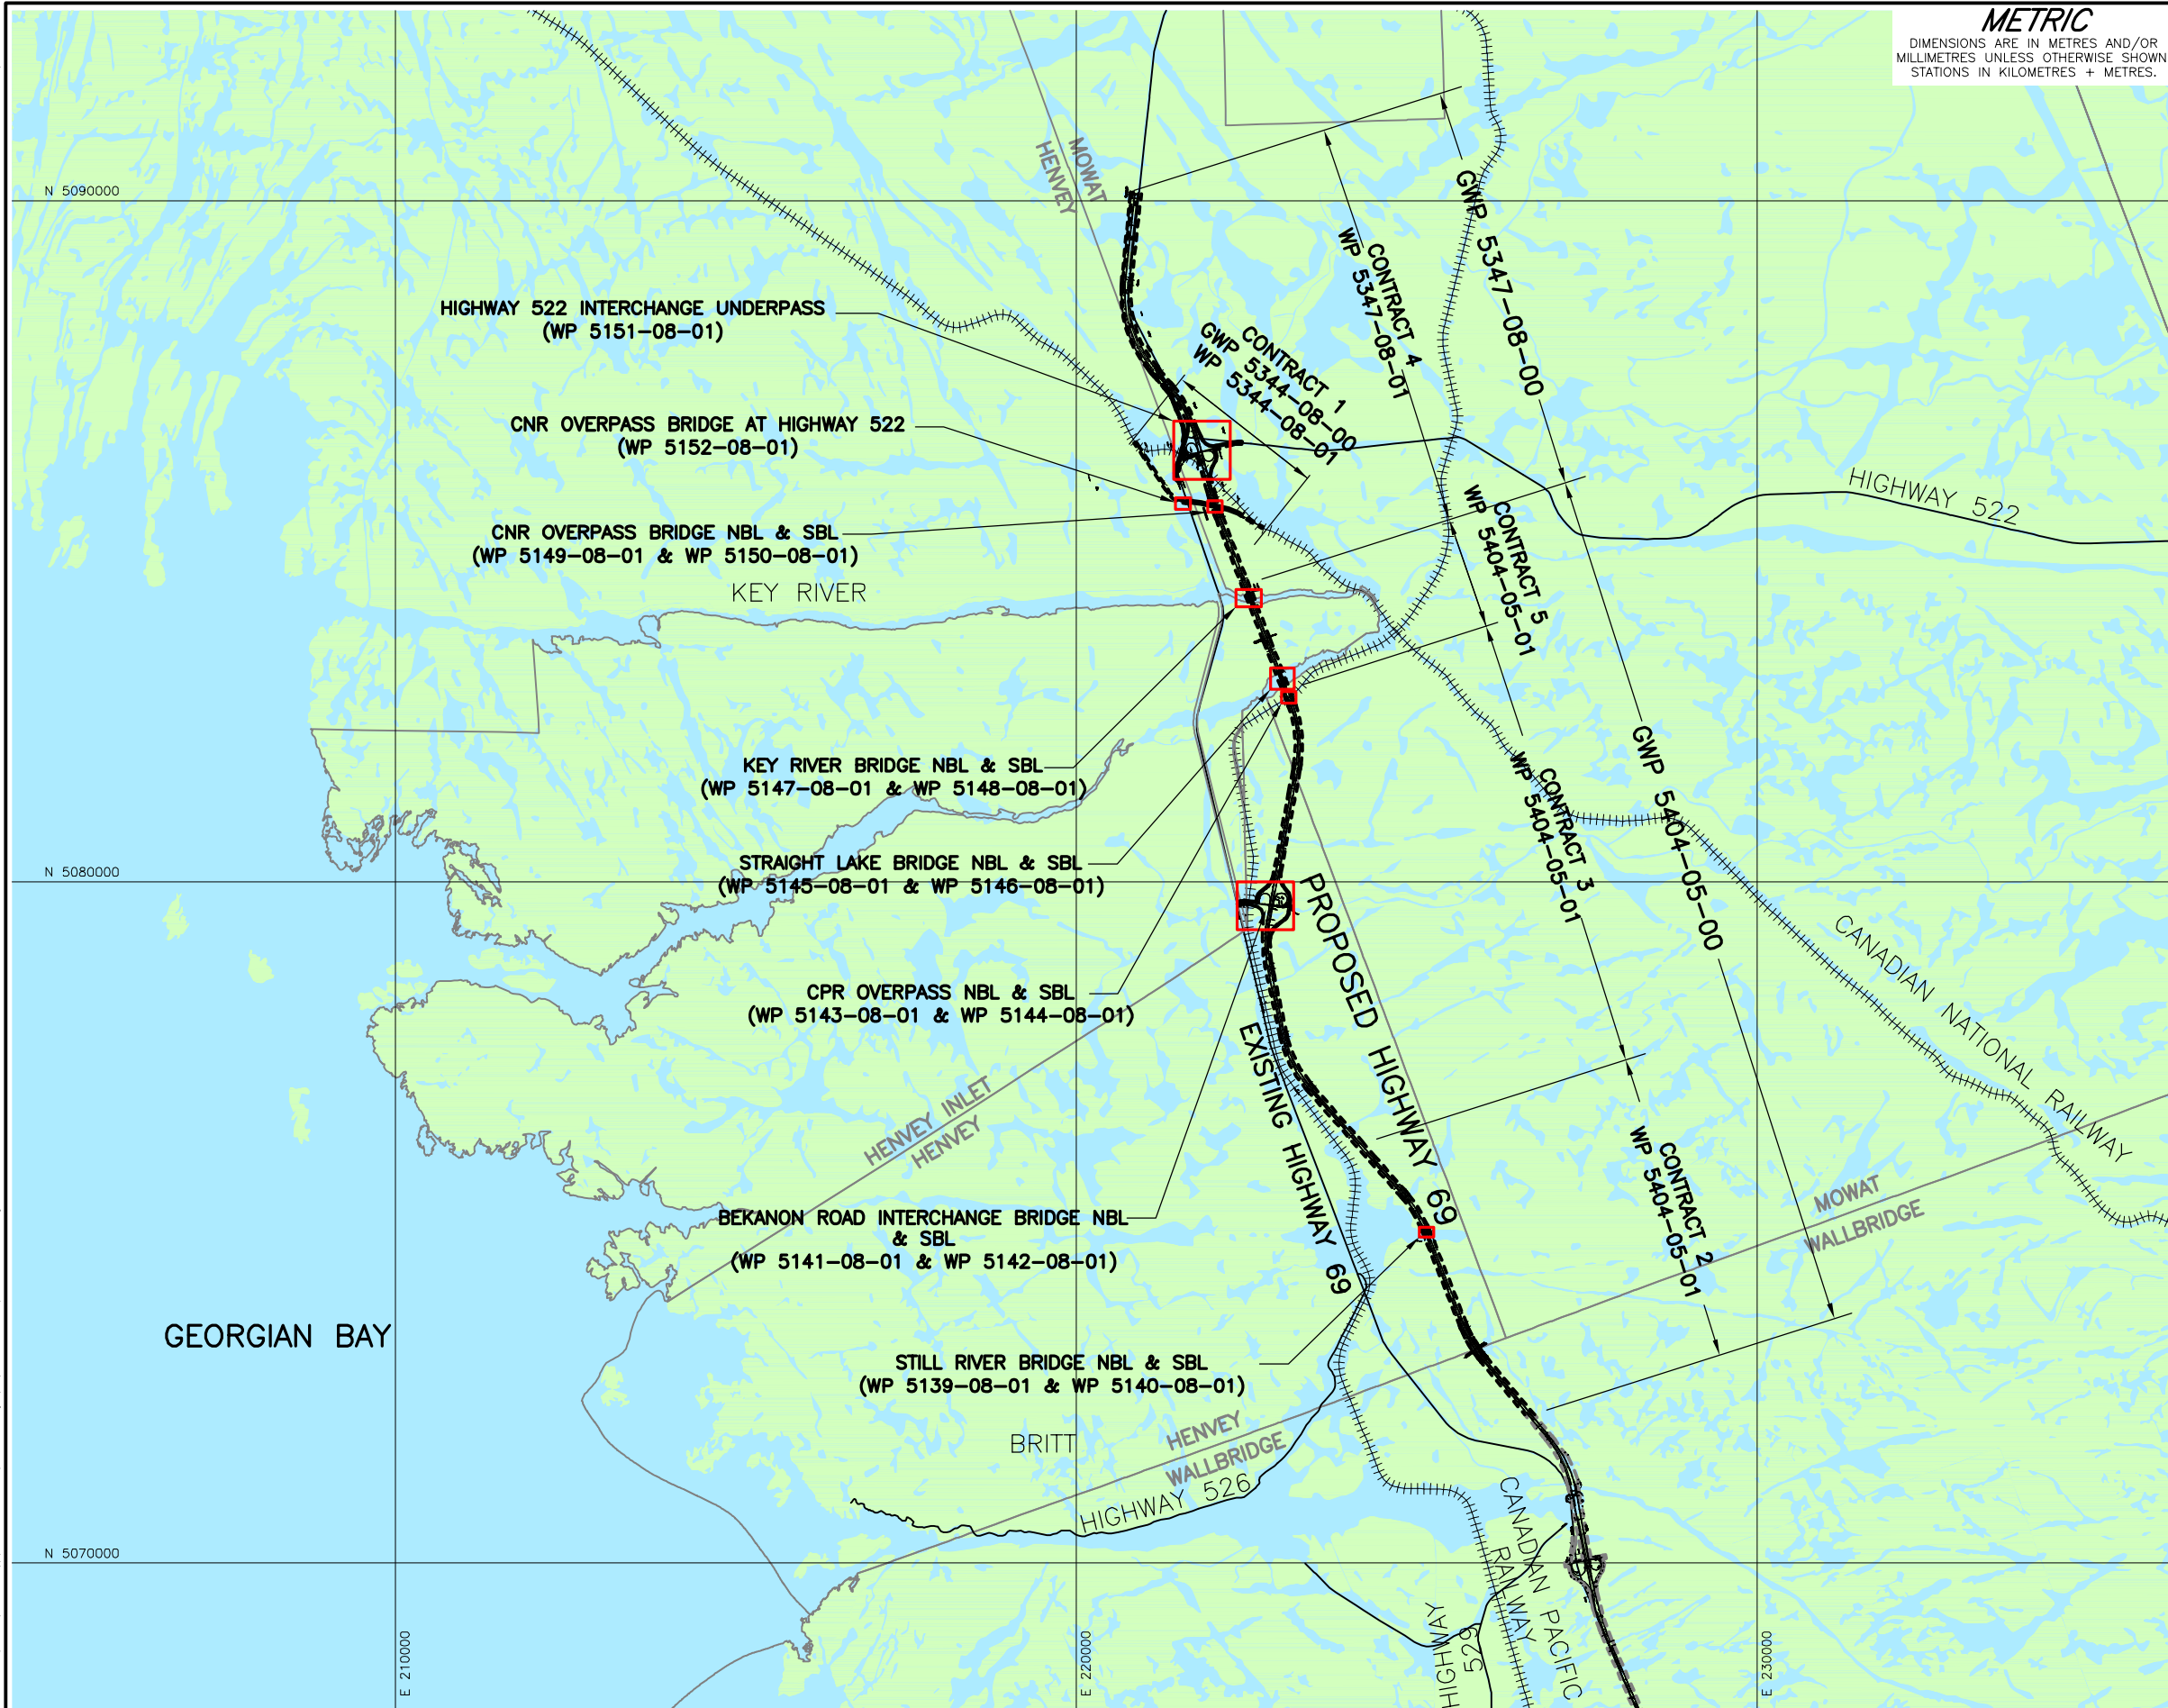 METRIC
DIMENSIONS ARE IN METRES AND/OR
MILLIMETRES UNLESS OTHERWISE SHOWN
STATIONS IN KILOMETRES + METRES.
N 5090000
MOWAT
HENVEY
GWP 5347-08-00
CONTRACT 4
WP 5347-08-01
HIGHWAY 522 INTERCHANGE UNDERPASS
(WP 5151-08-01)
CONTRACT 1
GWP 5344-08-00
WP 5344-08-01
CNR OVERPASS BRIDGE AT HIGHWAY 522
(WP 5152-08-01)
HIGHWAY 522
CNR OVERPASS BRIDGE NBL & SBL
(WP 5149-08-01 & WP 5150-08-01)
CONTRACT 5
WP 5404-05-01
KEY RIVER
KEY RIVER BRIDGE NBL & SBL
(WP 5147-08-01 & WP 5148-08-01)
GWP 5404-05-00
CONTRACT 3
WP 5404-05-01
STRAIGHT LAKE BRIDGE NBL & SBL
(WP 5145-08-01 & WP 5146-08-01)
N 5080000
PROPOSED HIGHWAY 69
CANADIAN NATIONAL RAILWAY
CPR OVERPASS NBL & SBL
(WP 5143-08-01 & WP 5144-08-01)
EXISTING HIGHWAY 69
HENVEY INLET
HENVEY
CONTRACT 2
WP 5404-05-01
MOWAT
WALLBRIDGE
BEKANON ROAD INTERCHANGE BRIDGE NBL
& SBL
(WP 5141-08-01 & WP 5142-08-01)
GEORGIAN BAY
STILL RIVER BRIDGE NBL & SBL
(WP 5139-08-01 & WP 5140-08-01)
BRITT
HENVEY
WALLBRIDGE
HIGHWAY 526
CANADIAN PACIFIC
RAILWAY
N 5070000
HIGHWAY
529
E 210000
E 220000
E 230000